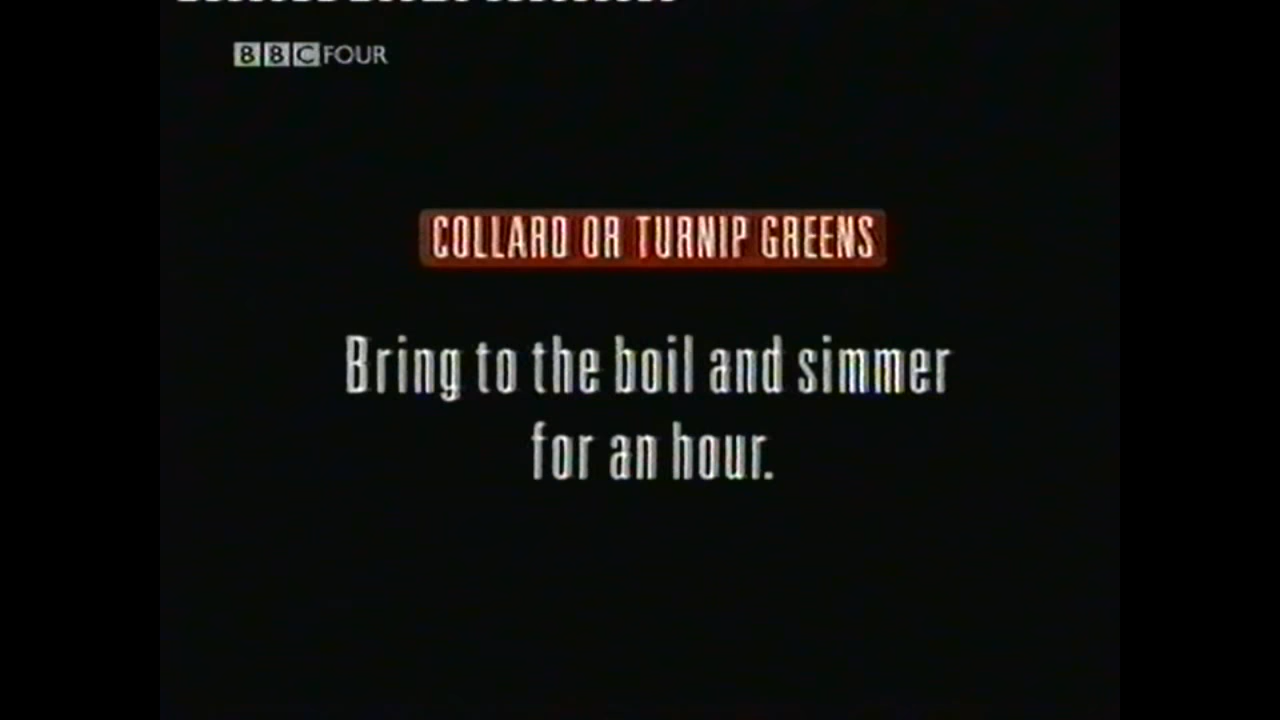 BBC FOUR
COLLARD OR TURNIP GREENS
Bring to the boil and simmer
for an hour.